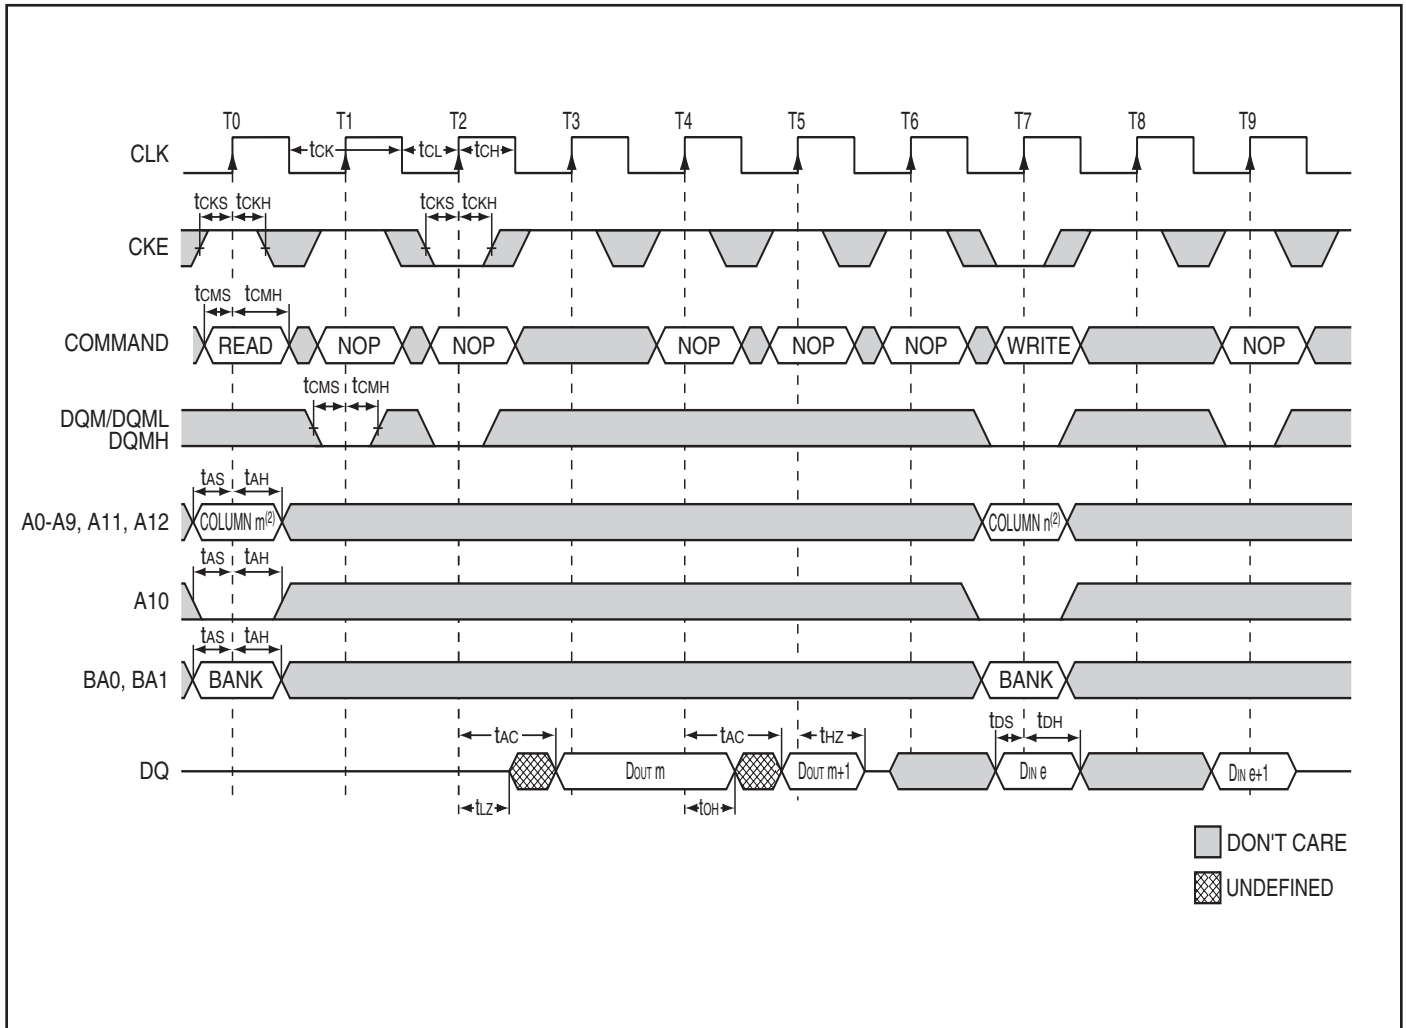 T0 T1 T2 T3 T4 T5 T6 T7 T8 T9
CLK tCK tCL tCH
tCKS tCKH tCKS tCKH
CKE
tCMS tCMH
COMMAND READ NOP NOP NOP NOP NOP WRITE NOP
tCMS tCMH
DQM/DQML
DQMH
tAS tAH
A0-A9, A11, A12 COLUMN m(2) COLUMN n(2)
tAS tAH
A10
tAS tAH
BA0, BA1 BANK BANK
tAC tAC tHZ tDS tDH
DQ DOUT m DOUT m+1 DIN e DIN e+1
tLZ tOH
DON'T CARE
UNDEFINED